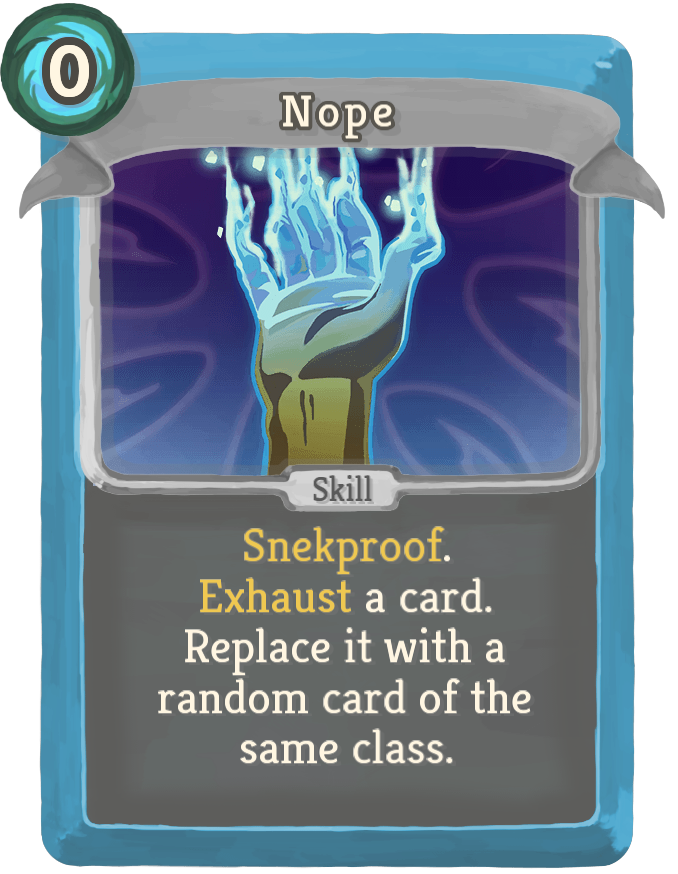 0
Nope
Skill
Snekproof.
Exhaust a card.
Replace it with a
random card of the
same class.